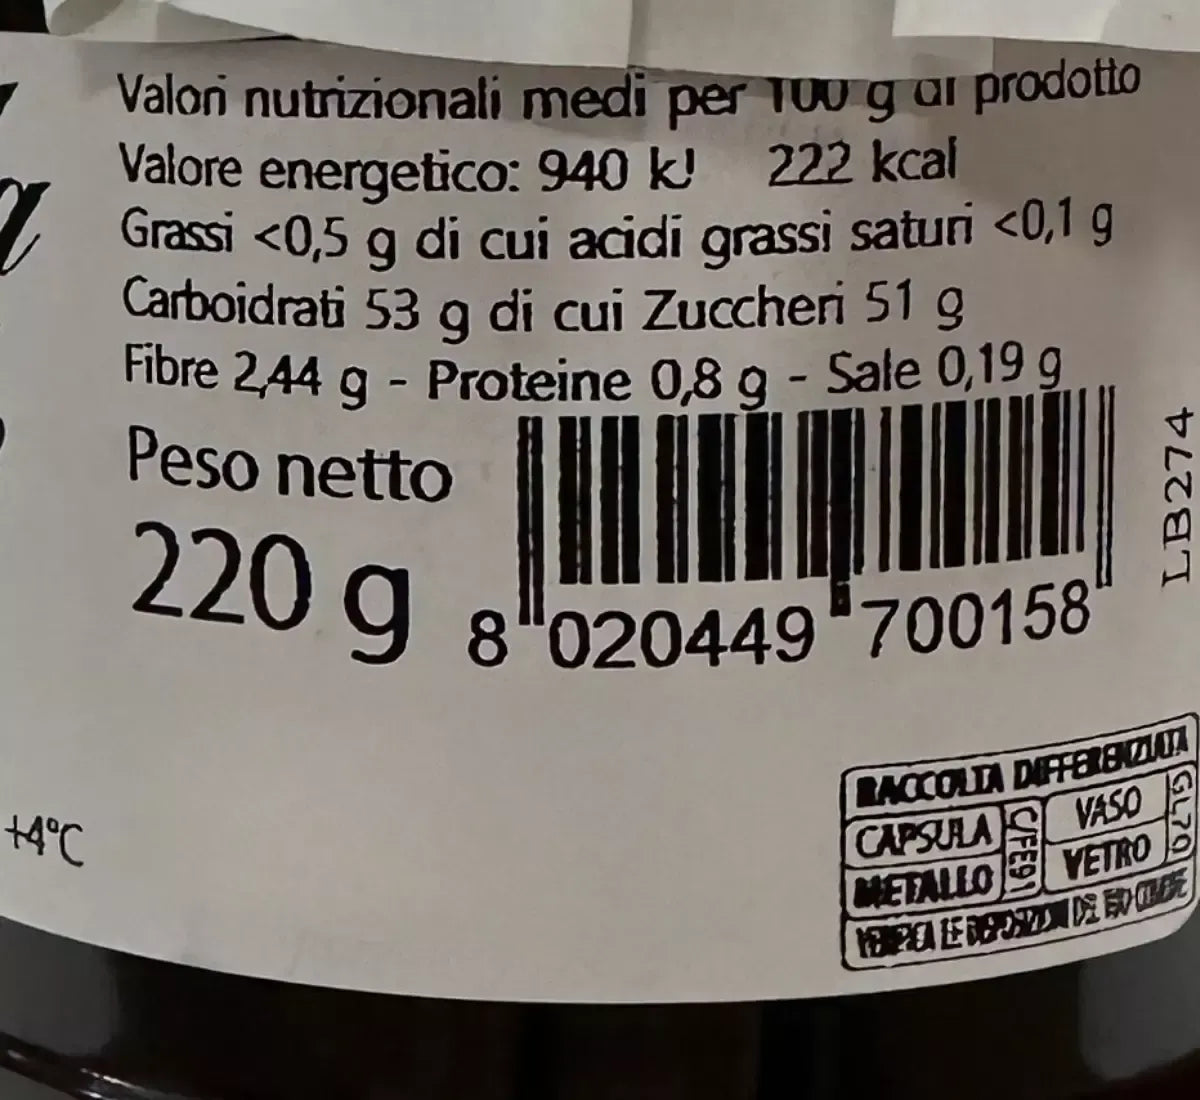 Valori nutrizionali medi per 100 g di prodotto
Valore energetico: 940 kJ 222 kcal
Grassi <0,5 g di cui acidi grassi saturi <0,1 g
Carboidrati 53 g di cui Zuccheri 51 g
Fibre 2,44 g - Proteine 0,8 g - Sale 0,19 g
Peso netto
220 g
8 020449 700158
LB274
+4°C
RACCOLTA DIFFERENZIATA
CAPSULA
METALLO
C/FE91
VASO
VETRO
GL70